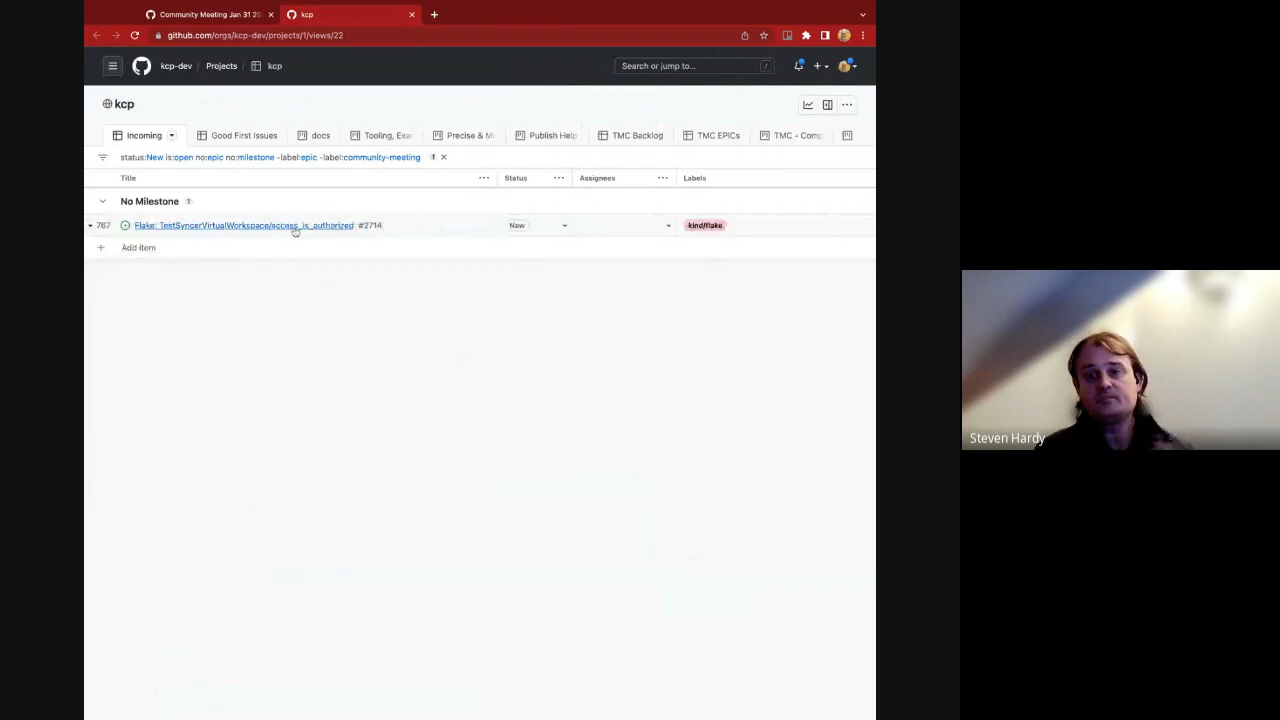 Community Meeting Jan 31 20
kcp
github.com/orgs/kcp-dev/projects/1/views/22
kcp-dev Projects kcp
Search or jump to... /
kcp
Incoming Good First Issues docs Tooling, Exa Precise & Mi Publish Help TMC Backlog TMC EPICs TMC - Comp
status:New is:open no:epic no:milestone -label:epic -label:community-meeting 1
Title Status Assignees Labels
No Milestone 1
767 Flake: TestSyncerVirtualWorkspace/access_is_authorized #2714 New kind/flake
Add item
Steven Hardy